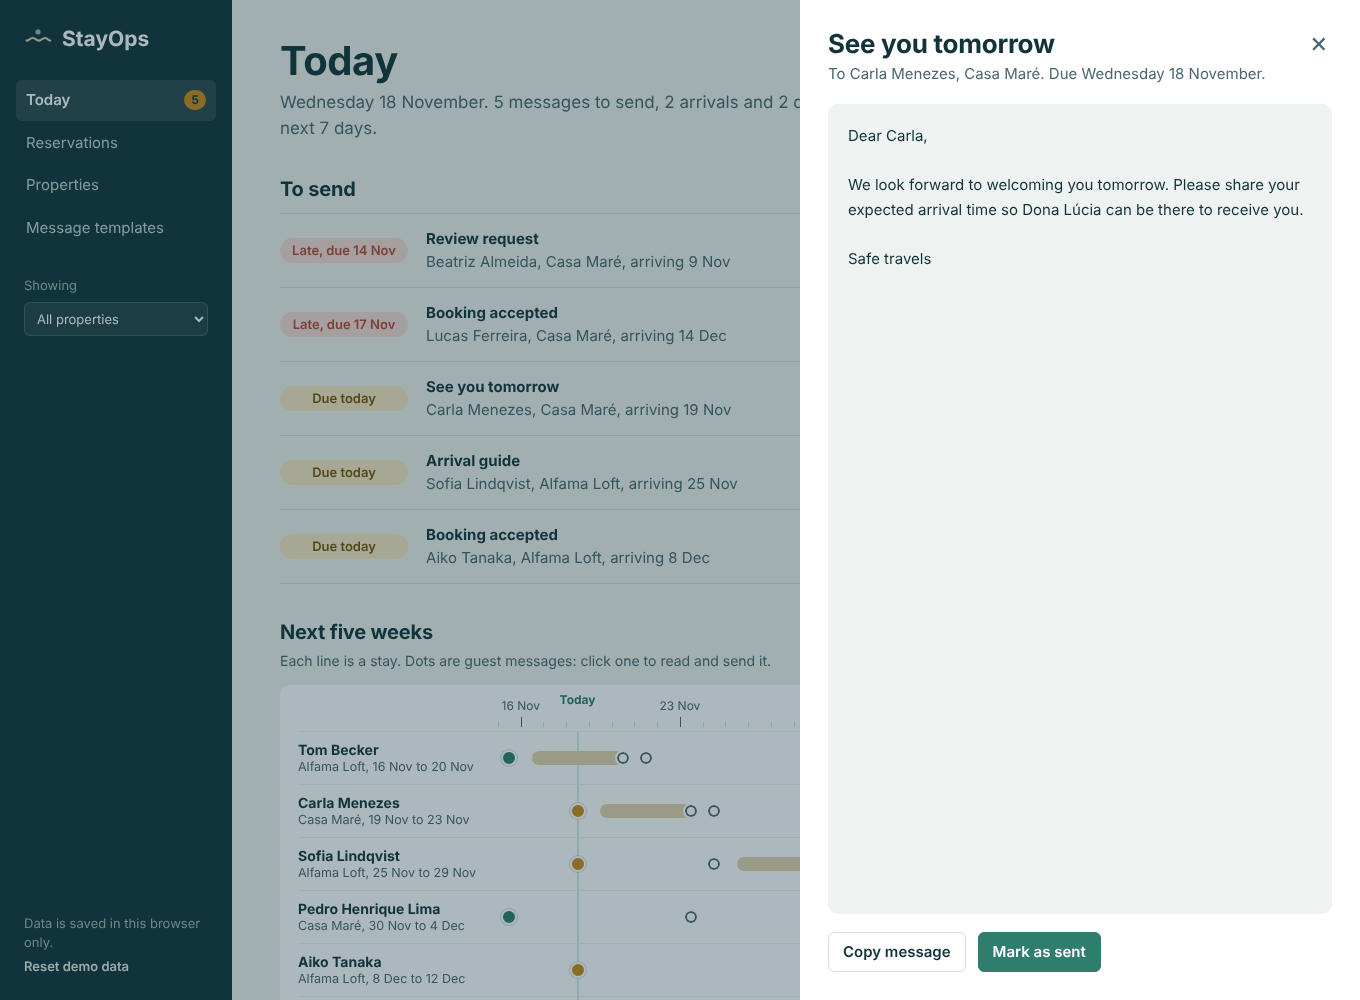 StayOps
Today 5
Reservations
Properties
Message templates
Showing
All properties
Data is saved in this browser
only.
Reset demo data
Today
Wednesday 18 November. 5 messages to send, 2 arrivals and 2
next 7 days.
To send
Late, due 14 Nov
Review request
Beatriz Almeida, Casa Maré, arriving 9 Nov
Late, due 17 Nov
Booking accepted
Lucas Ferreira, Casa Maré, arriving 14 Dec
Due today
See you tomorrow
Carla Menezes, Casa Maré, arriving 19 Nov
Due today
Arrival guide
Sofia Lindqvist, Alfama Loft, arriving 25 Nov
Due today
Booking accepted
Aiko Tanaka, Alfama Loft, arriving 8 Dec
Next five weeks
Each line is a stay. Dots are guest messages: click one to read and send it.
16 Nov Today 23 Nov
Tom Becker
Alfama Loft, 16 Nov to 20 Nov
Carla Menezes
Casa Maré, 19 Nov to 23 Nov
Sofia Lindqvist
Alfama Loft, 25 Nov to 29 Nov
Pedro Henrique Lima
Casa Maré, 30 Nov to 4 Dec
Aiko Tanaka
Alfama Loft, 8 Dec to 12 Dec
See you tomorrow
To Carla Menezes, Casa Maré. Due Wednesday 18 November.
Dear Carla,
We look forward to welcoming you tomorrow. Please share your
expected arrival time so Dona Lúcia can be there to receive you.
Safe travels
Copy message
Mark as sent